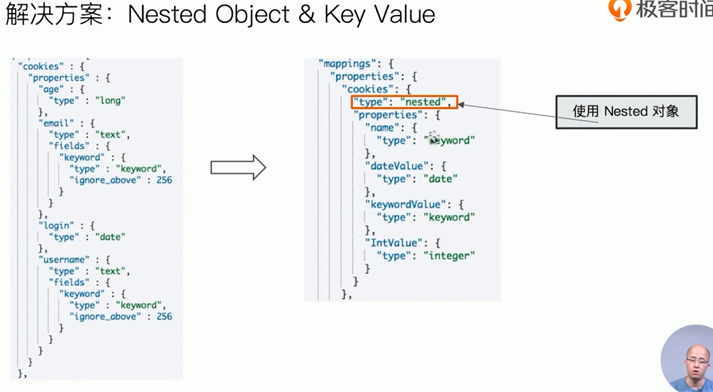 解决方案：Nested Object & Key Value
极客时间
"cookies" : {
"properties" : {
"age" : {
"type" : "long"
},
"email" : {
"type" : "text",
"fields" : {
"keyword" : {
"type" : "keyword",
"ignore_above" : 256
}
}
},
"login" : {
"type" : "date"
},
"username" : {
"type" : "text",
"fields" : {
"keyword" : {
"type" : "keyword",
"ignore_above" : 256
}
}
}
}
},
"mappings": {
"properties": {
"cookies": {
"type": "nested",
"properties": {
"name": {
"type": "keyword"
},
"dateValue": {
"type": "date"
},
"keywordValue": {
"type": "keyword"
},
"IntValue": {
"type": "integer"
}
}
},
使用 Nested 对象